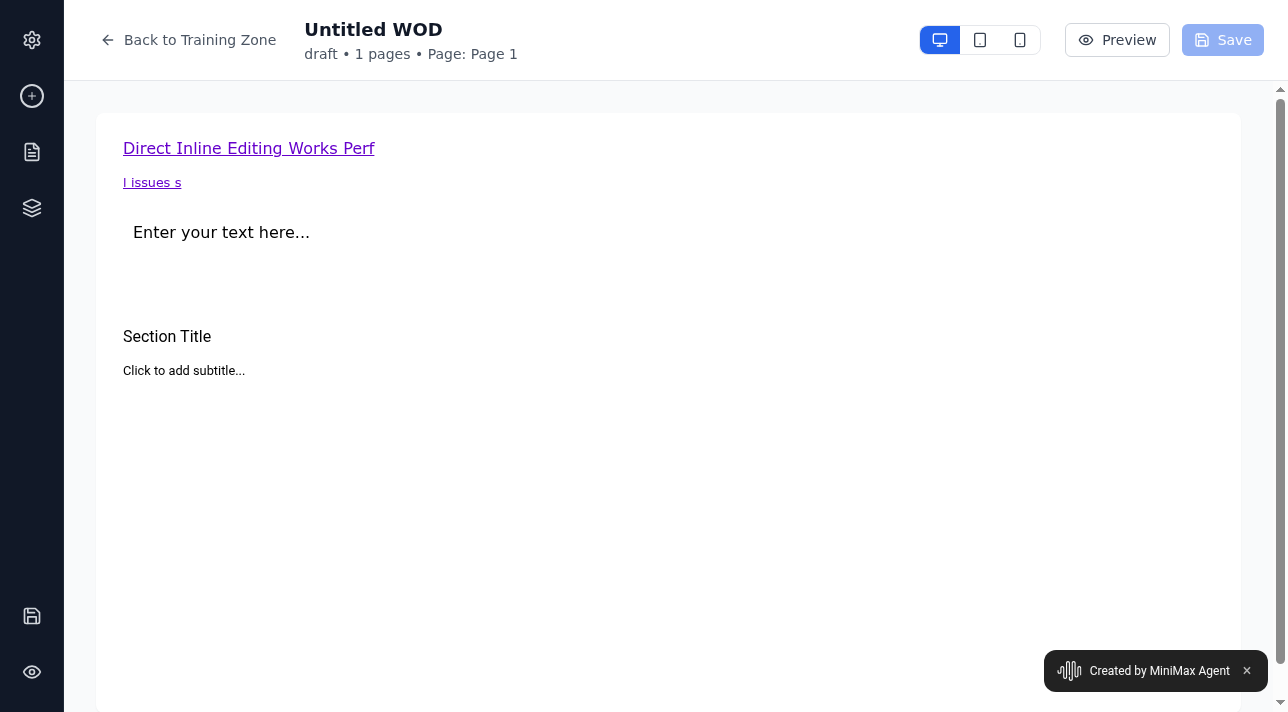 Back to Training Zone
Untitled WOD
draft • 1 pages • Page: Page 1
Preview
Save
Direct Inline Editing Works Perf
l issues s
Enter your text here...
Section Title
Click to add subtitle...
Created by MiniMax Agent ×